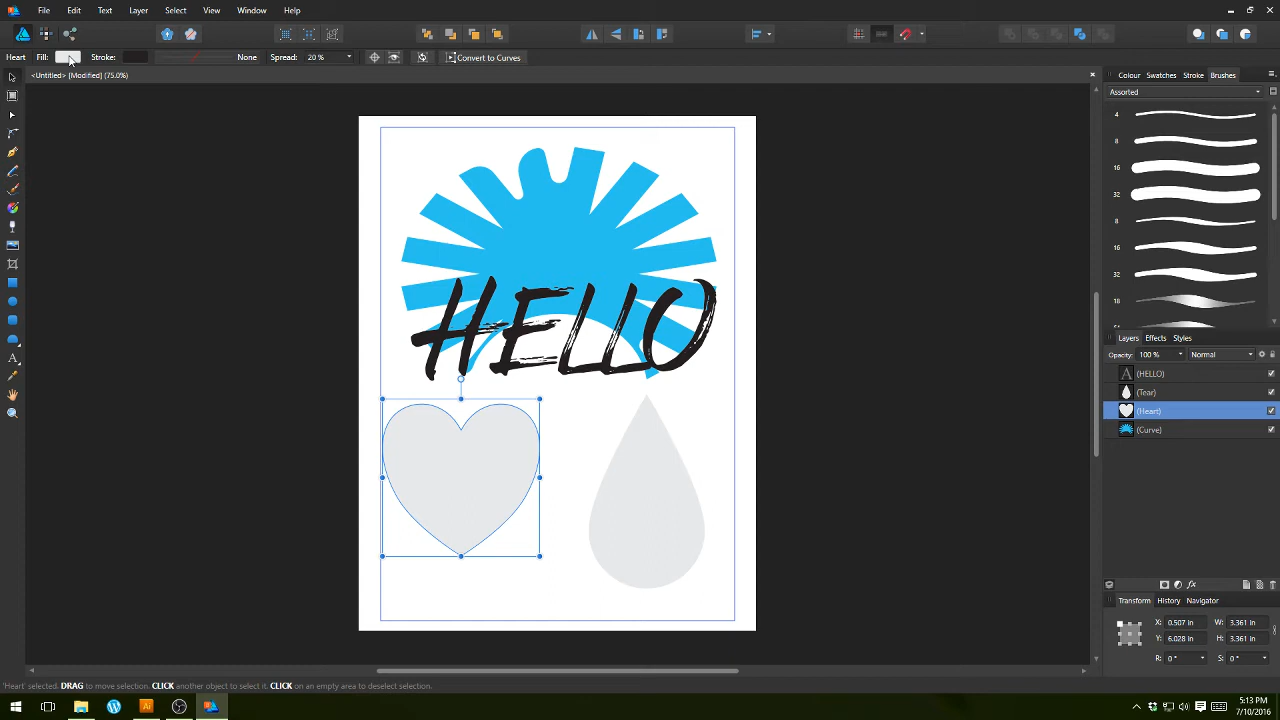 File Edit Text Layer Select View Window Help
Heart Fill: Stroke: None Spread: 20 % Convert to Curves
<Untitled> [Modified] (75.0%)
Colour Swatches Stroke Brushes
Assorted
4
8
16
32
8
16
32
18
HELLO
Layers Effects Styles
Opacity: 100 % Normal
A (HELLO)
(Tear)
(Heart)
(Curve)
fx
Transform History Navigator
X: 0.507 in W: 3.361 in
Y: 6.028 in H: 3.361 in
R: 0 ° S: 0 °
'Heart' selected. DRAG to move selection. CLICK another object to select it. CLICK on an empty area to deselect selection.
Ai
5:13 PM
7/10/2016